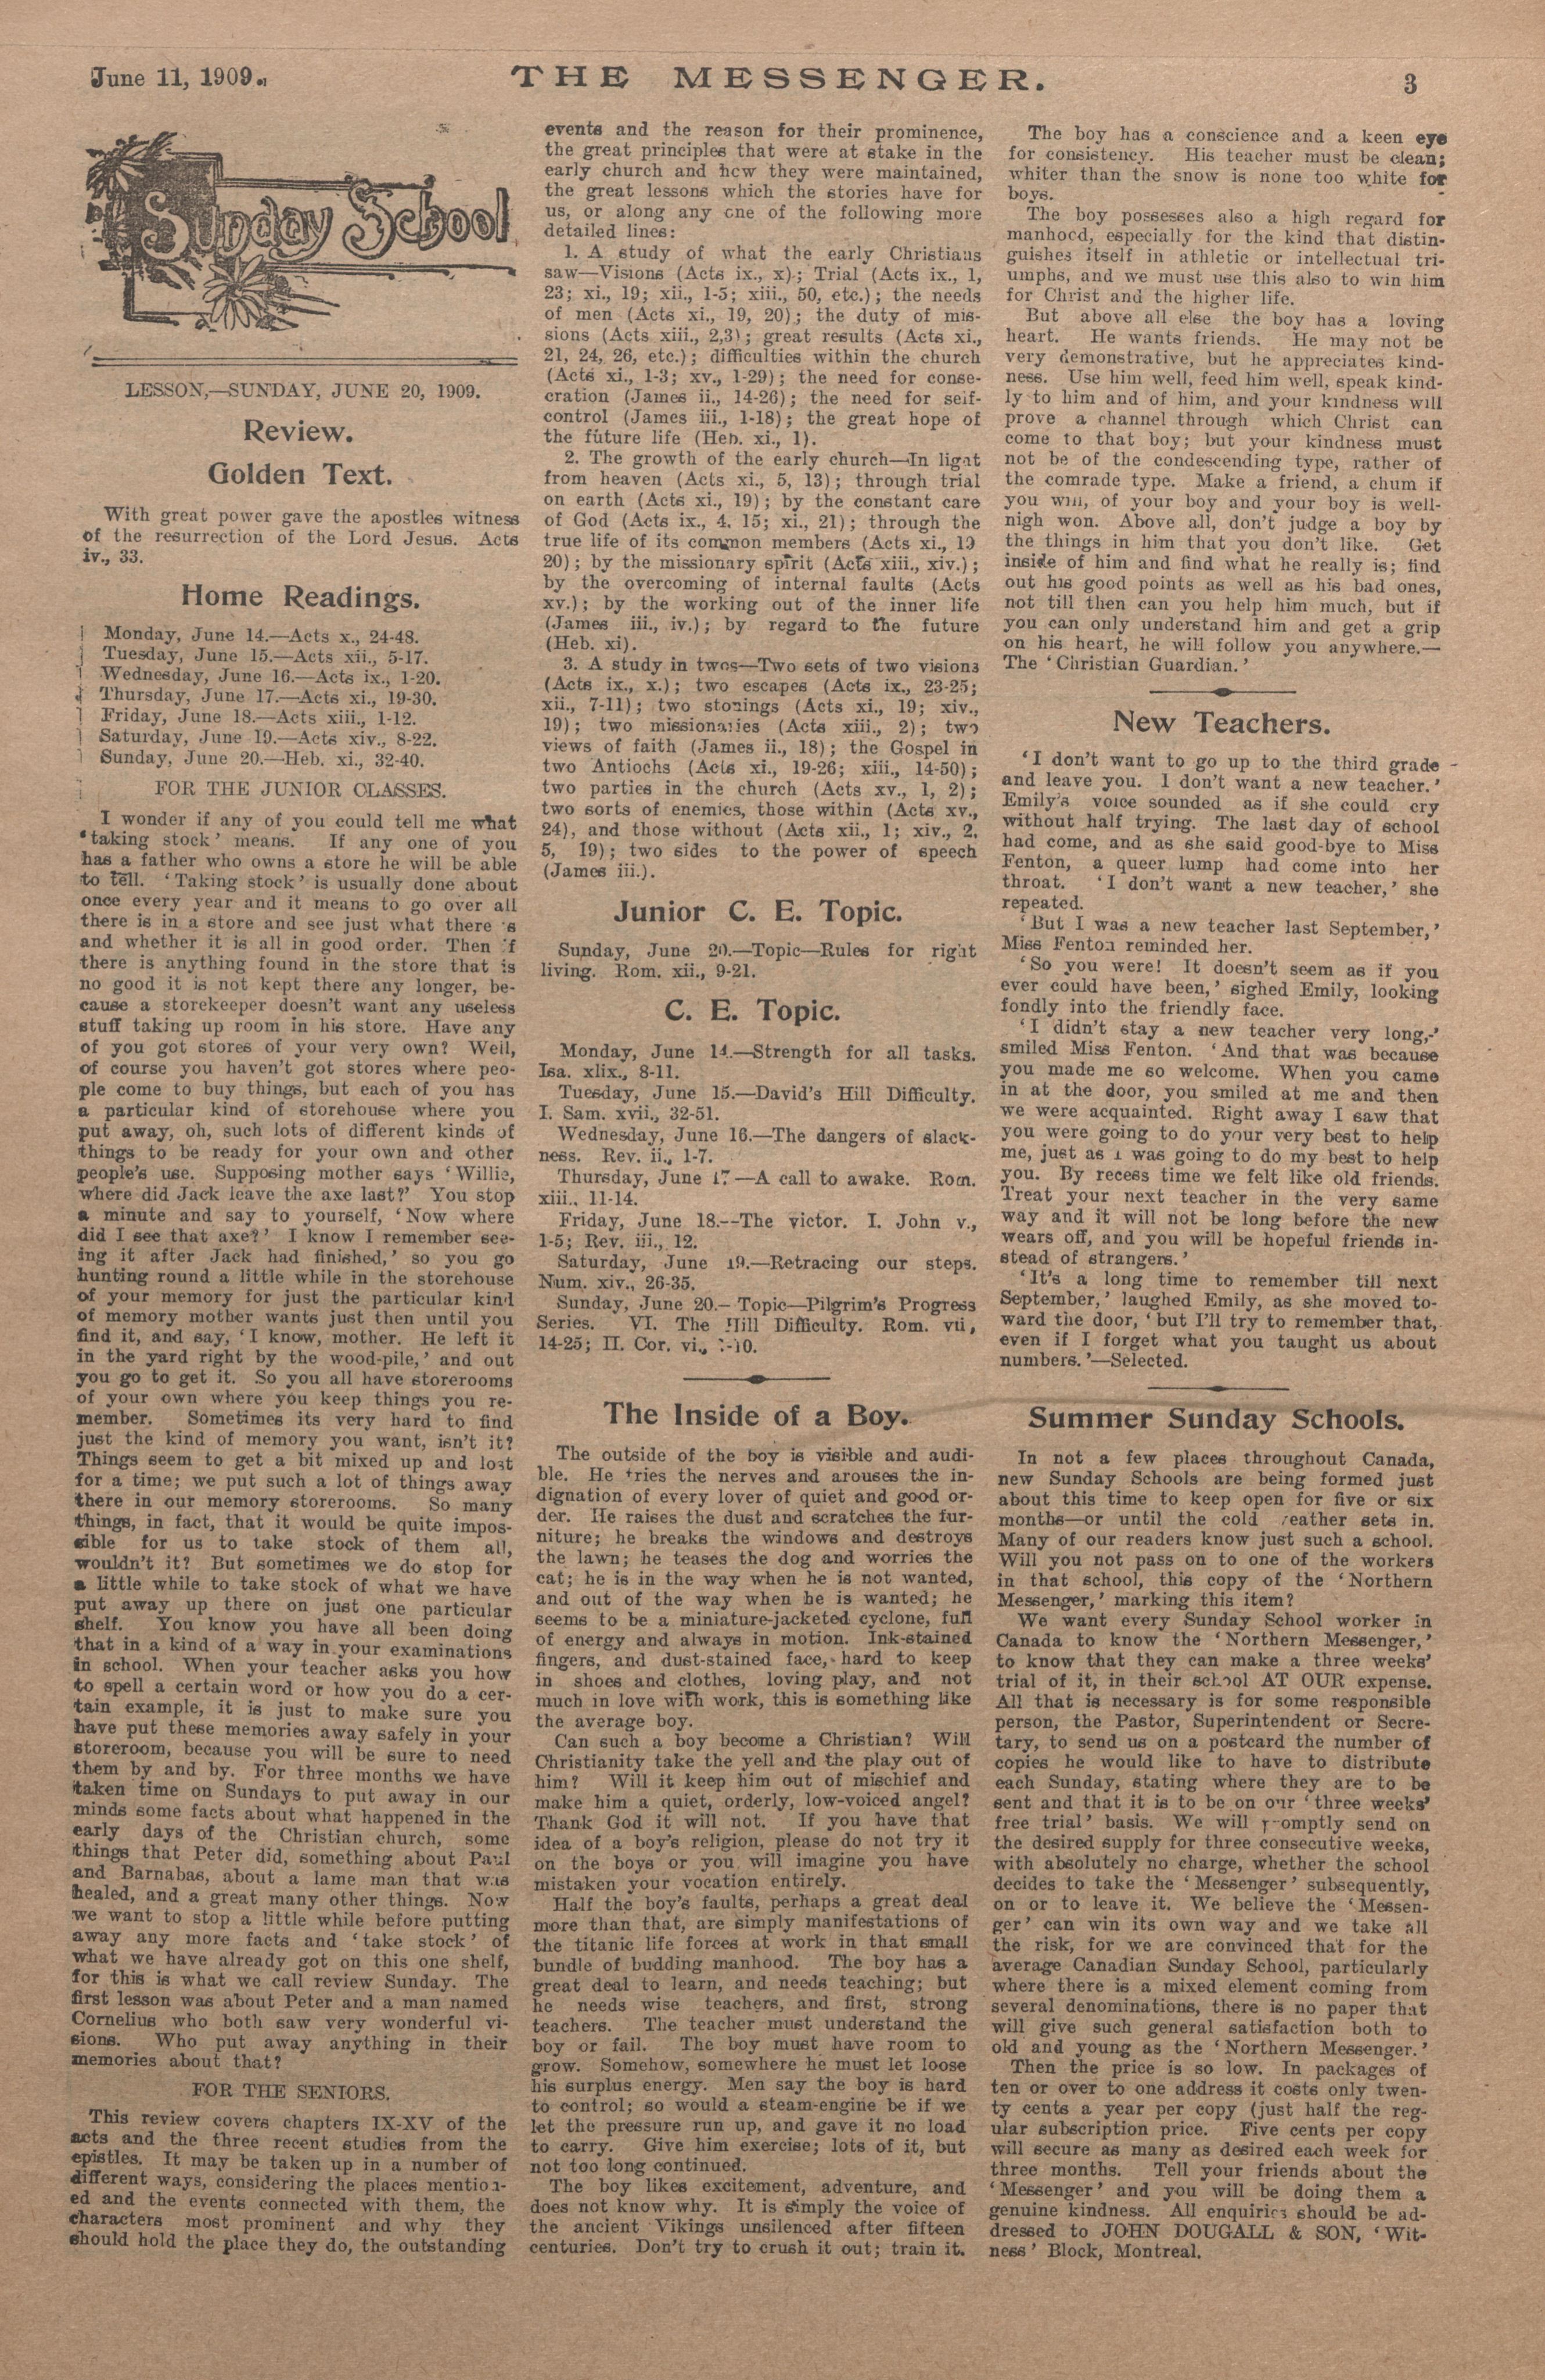 June 11, 1909.
THE MESSENGER.
3
Sunday School
LESSON,—SUNDAY, JUNE 20, 1909.
Review.
Golden Text.
With great power gave the apostles witness
of the resurrection of the Lord Jesus. Acts
iv., 33.
Home Readings.
Monday, June 14.—Acts x., 24-48.
Tuesday, June 15.—Acts xii., 5-17.
Wednesday, June 16.—Acts ix., 1-20.
Thursday, June 17.—Acts xi., 19-30.
Friday, June 18.—Acts xiii., 1-12.
Saturday, June 19.—Acts xiv., 8-22.
Sunday, June 20.—Heb. xi., 32-40.
FOR THE JUNIOR CLASSES.
I wonder if any of you could tell me what
'taking stock' means. If any one of you
has a father who owns a store he will be able
to tell. 'Taking stock' is usually done about
once every year and it means to go over all
there is in a store and see just what there 's
and whether it is all in good order. Then if
there is anything found in the store that is
no good it is not kept there any longer, be-
cause a storekeeper doesn't want any useless
stuff taking up room in his store. Have any
of you got stores of your very own? Well,
of course you haven't got stores where peo-
ple come to buy things, but each of you has
a particular kind of storehouse where you
put away, oh, such lots of different kinds of
things to be ready for your own and other
people's use. Supposing mother says 'Willie,
where did Jack leave the axe last?' You stop
a minute and say to yourself, 'Now where
did I see that axe?' I know I remember see-
ing it after Jack had finished,' so you go
hunting round a little while in the storehouse
of your memory for just the particular kind
of memory mother wants just then until you
find it, and say, 'I know, mother. He left it
in the yard right by the wood-pile,' and out
you go to get it. So you all have storerooms
of your own where you keep things you re-
member. Sometimes its very hard to find
just the kind of memory you want, isn't it?
Things seem to get a bit mixed up and lost
for a time; we put such a lot of things away
there in our memory storerooms. So many
things, in fact, that it would be quite impos-
sible for us to take stock of them all,
wouldn't it? But sometimes we do stop for
a little while to take stock of what we have
put away up there on just one particular
shelf. You know you have all been doing
that in a kind of a way in your examinations
in school. When your teacher asks you how
to spell a certain word or how you do a cer-
tain example, it is just to make sure you
have put these memories away safely in your
storeroom, because you will be sure to need
them by and by. For three months we have
taken time on Sundays to put away in our
minds some facts about what happened in the
early days of the Christian church, some
things that Peter did, something about Paul
and Barnabas, about a lame man that was
healed, and a great many other things. Now
we want to stop a little while before putting
away any more facts and 'take stock' of
what we have already got on this one shelf,
for this is what we call review Sunday. The
first lesson was about Peter and a man named
Cornelius who both saw very wonderful vi-
sions. Who put away anything in their
memories about that?
FOR THE SENIORS.
This review covers chapters IX-XV of the
acts and the three recent studies from the
epistles. It may be taken up in a number of
different ways, considering the places mention-
ed and the events connected with them, the
characters most prominent and why they
should hold the place they do, the outstanding
events and the reason for their prominence,
the great principles that were at stake in the
early church and how they were maintained,
the great lessons which the stories have for
us, or along any one of the following more
detailed lines:
1. A study of what the early Christians
saw—Visions (Acts ix., x); Trial (Acts ix., 1,
23; xi., 19; xii., 1-5; xiii., 50, etc.); the needs
of men (Acts xi., 19, 20); the duty of mis-
sions (Acts xiii., 2,3); great results (Acts xi.,
21, 24, 26, etc.); difficulties within the church
(Acts xi., 1-3; xv., 1-29); the need for conse-
cration (James ii., 14-26); the need for self-
control (James iii., 1-18); the great hope of
the future life (Heb. xi., 1).
2. The growth of the early church—In light
from heaven (Acts xi., 5, 13); through trial
on earth (Acts xi., 19); by the constant care
of God (Acts ix., 4, 15; xi., 21); through the
true life of its common members (Acts xi., 19
20); by the missionary spirit (Acts xiii., xiv.);
by the overcoming of internal faults (Acts
xv.); by the working out of the inner life
(James iii., iv.); by regard to the future
(Heb. xi).
3. A study in twos—Two sets of two visions
(Acts ix., x.); two escapes (Acts ix., 23-25;
xii., 7-11); two stonings (Acts xi., 19; xiv.,
19); two missionaries (Acts xiii., 2); two
views of faith (James ii., 18); the Gospel in
two Antiochs (Acts xi., 19-26; xiii., 14-50);
two parties in the church (Acts xv., 1, 2);
two sorts of enemies, those within (Acts xv.,
24), and those without (Acts xii., 1; xiv., 2,
5, 19); two sides to the power of speech
(James iii.).
Junior C. E. Topic.
Sunday, June 20.—Topic—Rules for right
living. Rom. xii., 9-21.
C. E. Topic.
Monday, June 14.—Strength for all tasks.
Isa. xlix., 8-11.
Tuesday, June 15.—David's Hill Difficulty.
I. Sam. xvii., 32-51.
Wednesday, June 16.—The dangers of slack-
ness. Rev. ii., 1-7.
Thursday, June 17—A call to awake. Rom.
xiii., 11-14.
Friday, June 18.--The victor. I. John v.,
1-5; Rev. iii., 12.
Saturday, June 19.—Retracing our steps.
Num. xiv., 26-35.
Sunday, June 20.—Topic—Pilgrim's Progress
Series. VI. The Hill Difficulty. Rom. vii,
14-25; II. Cor. vi., -10.
The Inside of a Boy.
The outside of the boy is visible and audi-
ble. He tries the nerves and arouses the in-
dignation of every lover of quiet and good or-
der. He raises the dust and scratches the fur-
niture; he breaks the windows and destroys
the lawn; he teases the dog and worries the
cat; he is in the way when he is not wanted,
and out of the way when he is wanted; he
seems to be a miniature-jacketed cyclone, full
of energy and always in motion. Ink-stained
fingers, and dust-stained face, hard to keep
in shoes and clothes, loving play, and not
much in love with work, this is something like
the average boy.
Can such a boy become a Christian? Will
Christianity take the yell and the play out of
him? Will it keep him out of mischief and
make him a quiet, orderly, low-voiced angel?
Thank God it will not. If you have that
idea of a boy's religion, please do not try it
on the boys or you will imagine you have
mistaken your vocation entirely.
Half the boy's faults, perhaps a great deal
more than that, are simply manifestations of
the titanic life forces at work in that small
bundle of budding manhood. The boy has a
great deal to learn, and needs teaching; but
he needs wise teachers, and first, strong
teachers. The teacher must understand the
boy or fail. The boy must have room to
grow. Somehow, somewhere he must let loose
his surplus energy. Men say the boy is hard
to control; so would a steam-engine be if we
let the pressure run up, and gave it no load
to carry. Give him exercise; lots of it, but
not too long continued.
The boy likes excitement, adventure, and
does not know why. It is simply the voice of
the ancient Vikings unsilenced after fifteen
centuries. Don't try to crush it out; train it.
The boy has a conscience and a keen eye
for consistency. His teacher must be clean;
whiter than the snow is none too white for
boys.
The boy possesses also a high regard for
manhood, especially for the kind that distin-
guishes itself in athletic or intellectual tri-
umphs, and we must use this also to win him
for Christ and the higher life.
But above all else the boy has a loving
heart. He wants friends. He may not be
very demonstrative, but he appreciates kind-
ness. Use him well, feed him well, speak kind-
ly to him and of him, and your kindness will
prove a channel through which Christ can
come to that boy; but your kindness must
not be of the condescending type, rather of
the comrade type. Make a friend, a chum if
you will, of your boy and your boy is well-
nigh won. Above all, don't judge a boy by
the things in him that you don't like. Get
inside of him and find what he really is; find
out his good points as well as his bad ones,
not till then can you help him much, but if
you can only understand him and get a grip
on his heart, he will follow you anywhere.—
The 'Christian Guardian.'
New Teachers.
'I don't want to go up to the third grade
and leave you. I don't want a new teacher.'
Emily's voice sounded as if she could cry
without half trying. The last day of school
had come, and as she said good-bye to Miss
Fenton, a queer lump had come into her
throat. 'I don't want a new teacher,' she
repeated.
'But I was a new teacher last September,'
Miss Fenton reminded her.
'So you were! It doesn't seem as if you
ever could have been,' sighed Emily, looking
fondly into the friendly face.
'I didn't stay a new teacher very long,'
smiled Miss Fenton. 'And that was because
you made me so welcome. When you came
in at the door, you smiled at me and then
we were acquainted. Right away I saw that
you were going to do your very best to help
me, just as I was going to do my best to help
you. By recess time we felt like old friends.
Treat your next teacher in the very same
way and it will not be long before the new
wears off, and you will be hopeful friends in-
stead of strangers.'
'It's a long time to remember till next
September,' laughed Emily, as she moved to-
ward the door, 'but I'll try to remember that,
even if I forget what you taught us about
numbers.'—Selected.
Summer Sunday Schools.
In not a few places throughout Canada,
new Sunday Schools are being formed just
about this time to keep open for five or six
months—or until the cold weather sets in.
Many of our readers know just such a school.
Will you not pass on to one of the workers
in that school, this copy of the 'Northern
Messenger,' marking this item?
We want every Sunday School worker in
Canada to know the 'Northern Messenger,'
to know that they can make a three weeks'
trial of it, in their school AT OUR expense.
All that is necessary is for some responsible
person, the Pastor, Superintendent or Secre-
tary, to send us on a postcard the number of
copies he would like to have to distribute
each Sunday, stating where they are to be
sent and that it is to be on our 'three weeks'
free trial' basis. We will promptly send on
the desired supply for three consecutive weeks,
with absolutely no charge, whether the school
decides to take the 'Messenger' subsequently,
on or to leave it. We believe the 'Messen-
ger' can win its own way and we take all
the risk, for we are convinced that for the
average Canadian Sunday School, particularly
where there is a mixed element coming from
several denominations, there is no paper that
will give such general satisfaction both to
old and young as the 'Northern Messenger.'
Then the price is so low. In packages of
ten or over to one address it costs only twen-
ty cents a year per copy (just half the reg-
ular subscription price. Five cents per copy
will secure as many as desired each week for
three months. Tell your friends about the
'Messenger' and you will be doing them a
genuine kindness. All enquiries should be ad-
dressed to JOHN DOUGALL & SON, 'Wit-
ness' Block, Montreal.